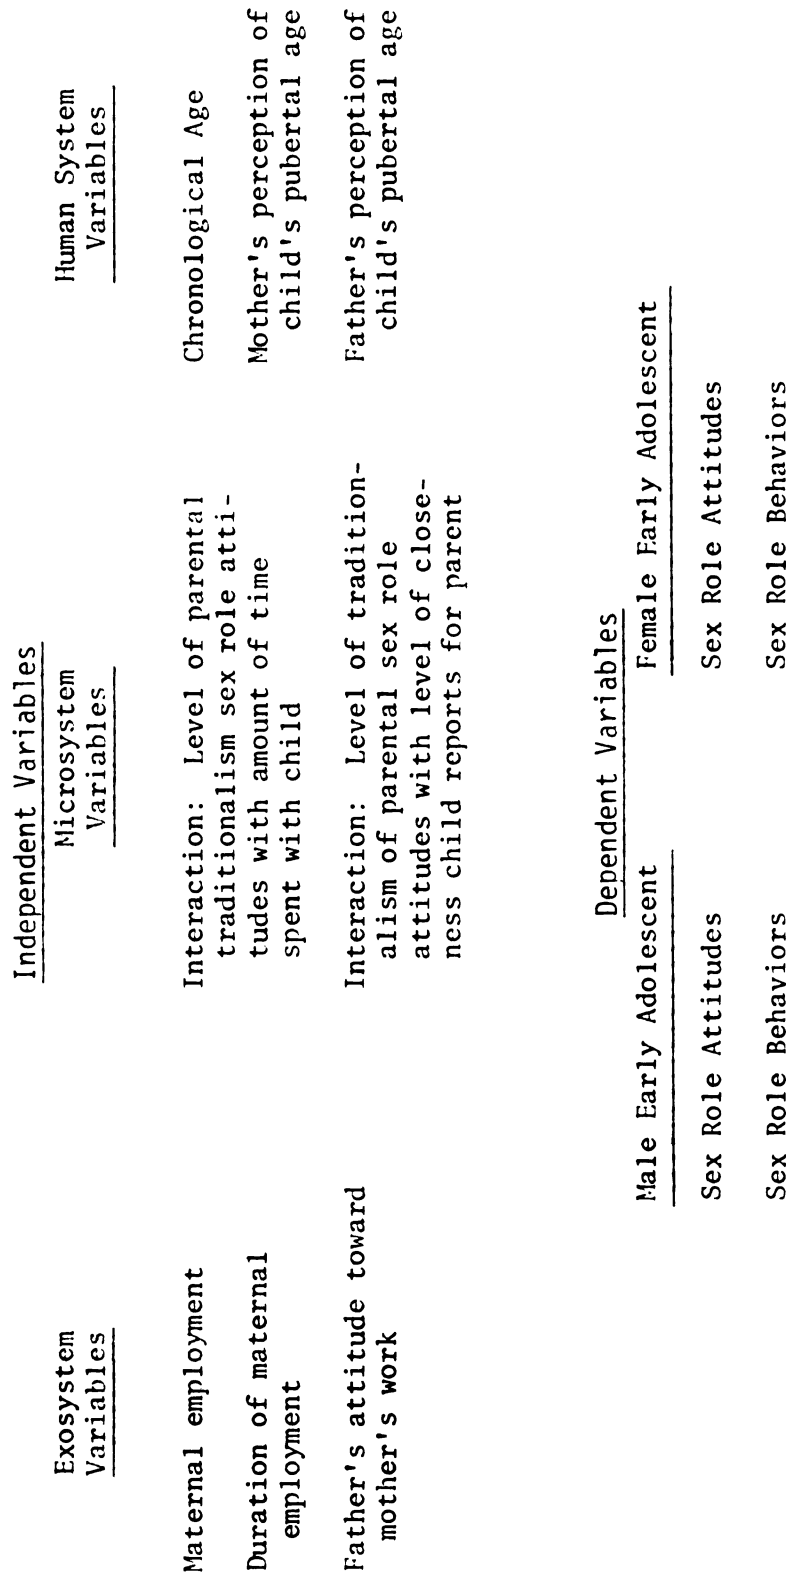 Independent Variables
Exosystem
Variables
Maternal employment
Duration of maternal
employment
Father's attitude toward
mother's work
Microsystem
Variables
Interaction: Level of parental
traditionalism sex role atti-
tudes with amount of time
spent with child
Interaction: Level of tradition-
alism of parental sex role
attitudes with level of close-
ness child reports for parent
Human System
Variables
Chronological Age
Mother's perception of
child's pubertal age
Father's perception of
child's pubertal age
Dependent Variables
Male Early Adolescent
Sex Role Attitudes
Sex Role Behaviors
Female Early Adolescent
Sex Role Attitudes
Sex Role Behaviors